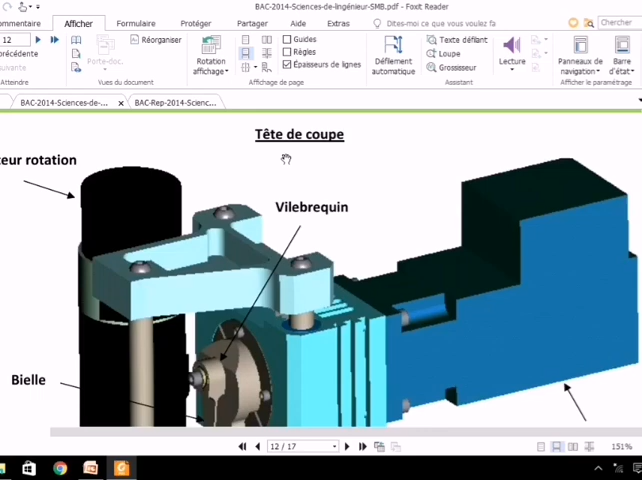 BAC-2014-Sciences-de-ingénieur-SMB.pdf - Foxit Reader
ommentaire Afficher Formulaire Protéger Partager Aide Extras Dites-moi ce que vous voulez fa Chercher
12
récédente
uivante
Atteindre
Porte-doc...
Réorganiser
Vues du document
Rotation affichage
Guides
Règles
Épaisseurs de lignes
Affichage de page
Défilement automatique
Texte défilant
Loupe
Grossisseur
Assistant
Lecture
Panneaux de navigation
Barre d'état
Afficher le paramétrage
BAC-2014-Sciences-de-... BAC-Rep-2014-Scienc...
Tête de coupe
teur rotation
Vilebrequin
Bielle
12 / 17
151%